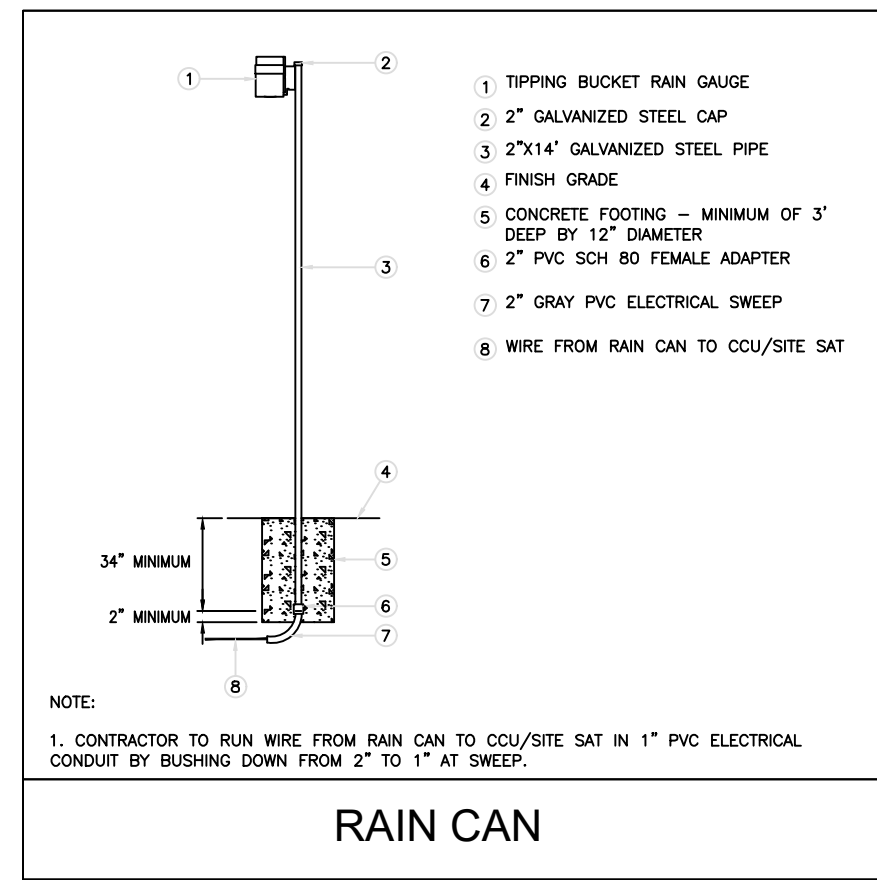 1
2
3
4
5
6
7
8
34” MINIMUM
2” MINIMUM
1 TIPPING BUCKET RAIN GAUGE
2 2” GALVANIZED STEEL CAP
3 2”X14' GALVANIZED STEEL PIPE
4 FINISH GRADE
5 CONCRETE FOOTING – MINIMUM OF 3'
DEEP BY 12” DIAMETER
6 2” PVC SCH 80 FEMALE ADAPTER
7 2” GRAY PVC ELECTRICAL SWEEP
8 WIRE FROM RAIN CAN TO CCU/SITE SAT
NOTE:
1. CONTRACTOR TO RUN WIRE FROM RAIN CAN TO CCU/SITE SAT IN 1” PVC ELECTRICAL
CONDUIT BY BUSHING DOWN FROM 2” TO 1” AT SWEEP.
RAIN CAN